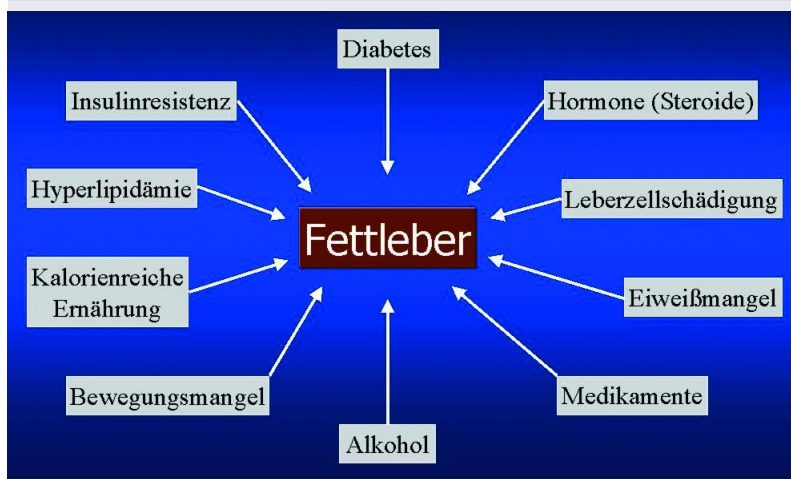 Diabetes
Insulinresistenz
Hormone (Steroide)
Hyperlipidämie
Leberzellschädigung
Fettleber
Kalorienreiche
Ernährung
Eiweißmangel
Bewegungsmangel
Medikamente
Alkohol